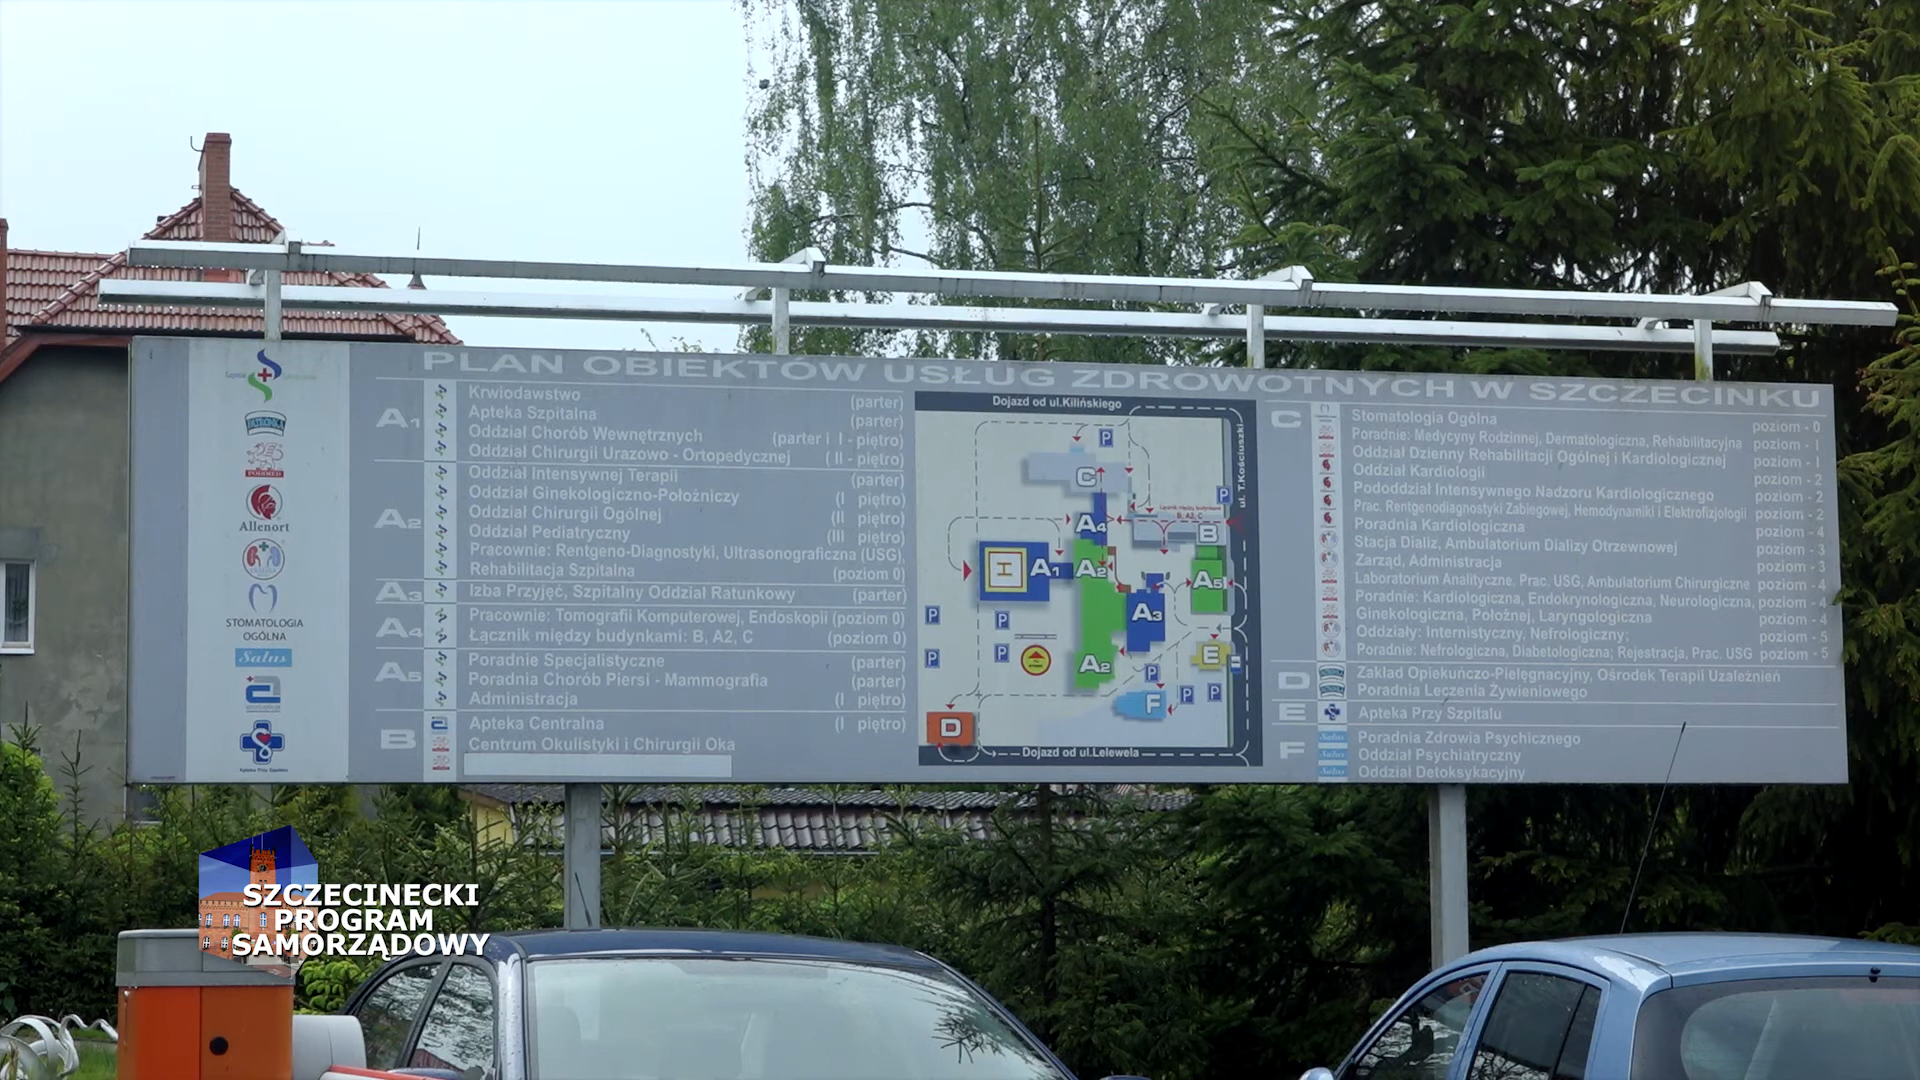 PLAN OBIEKTÓW USŁUG ZDROWOTNYCH W SZCZECINKU
Allenort
STOMATOLOGIA
OGÓLNA
Salus
Apteka Przy Szpitalu
A1
Krwiodawstwo (parter)
Apteka Szpitalna (parter)
Oddział Chorób Wewnętrznych (parter i I - piętro)
Oddział Chirurgii Urazowo - Ortopedycznej (II - piętro)
A2
Oddział Intensywnej Terapii (parter)
Oddział Ginekologiczno-Położniczy (I piętro)
Oddział Chirurgii Ogólnej (II piętro)
Oddział Pediatryczny (III piętro)
Pracownie: Rentgeno-Diagnostyki, Ultrasonograficzna (USG),
Rehabilitacja Szpitalna (poziom 0)
A3
Izba Przyjęć, Szpitalny Oddział Ratunkowy (parter)
A4
Pracownie: Tomografii Komputerowej, Endoskopii (poziom 0)
Łącznik między budynkami: B, A2, C (poziom 0)
A5
Poradnie Specjalistyczne (parter)
Poradnia Chorób Piersi - Mammografia (parter)
Administracja (I piętro)
B
Apteka Centralna (I piętro)
Centrum Okulistyki i Chirurgii Oka
Dojazd od ul.Kilińskiego
ul. T.Kościuszki
P
C
P
Łącznik między budynkami
B, A2, C
A4
B
A1
A2
A5
A3
P
P
P
P
A2
E
P
P
P
F
D
Dojazd od ul.Lelewela
C
Stomatologia Ogólna poziom - 0
Poradnie: Medycyny Rodzinnej, Dermatologiczna, Rehabilitacyjna poziom - I
Oddział Dzienny Rehabilitacji Ogólnej i Kardiologicznej poziom - I
Oddział Kardiologii poziom - 2
Pododdział Intensywnego Nadzoru Kardiologicznego poziom - 2
Prac. Rentgenodiagnostyki Zabiegowej, Hemodynamiki i Elektrofizjologii poziom - 2
Poradnia Kardiologiczna poziom - 4
Stacja Dializ, Ambulatorium Dializy Otrzewnowej poziom - 3
Zarząd, Administracja poziom - 3
Laboratorium Analityczne, Prac. USG, Ambulatorium Chirurgiczne poziom - 4
Poradnie: Kardiologiczna, Endokrynologiczna, Neurologiczna, poziom - 4
Ginekologiczna, Położnej, Laryngologiczna poziom - 4
Oddziały: Internistyczny, Nefrologiczny; poziom - 5
Poradnie: Nefrologiczna, Diabetologiczna; Rejestracja, Prac. USG poziom - 5
D
Zakład Opiekuńczo-Pielęgnacyjny, Ośrodek Terapii Uzależnień
Poradnia Leczenia Żywieniowego
E
Apteka Przy Szpitalu
F
Salus
Poradnia Zdrowia Psychicznego
Salus
Oddział Psychiatryczny
Salus
Oddział Detoksykacyjny
SZCZECINECKI
PROGRAM
SAMORZĄDOWY